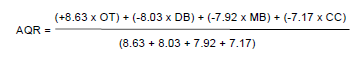 AQR = (+8.63 x OT) + (-8.03 x DB) + (-7.92 x MB) + (-7.17 x CC)
(8.63 + 8.03 + 7.92 + 7.17)